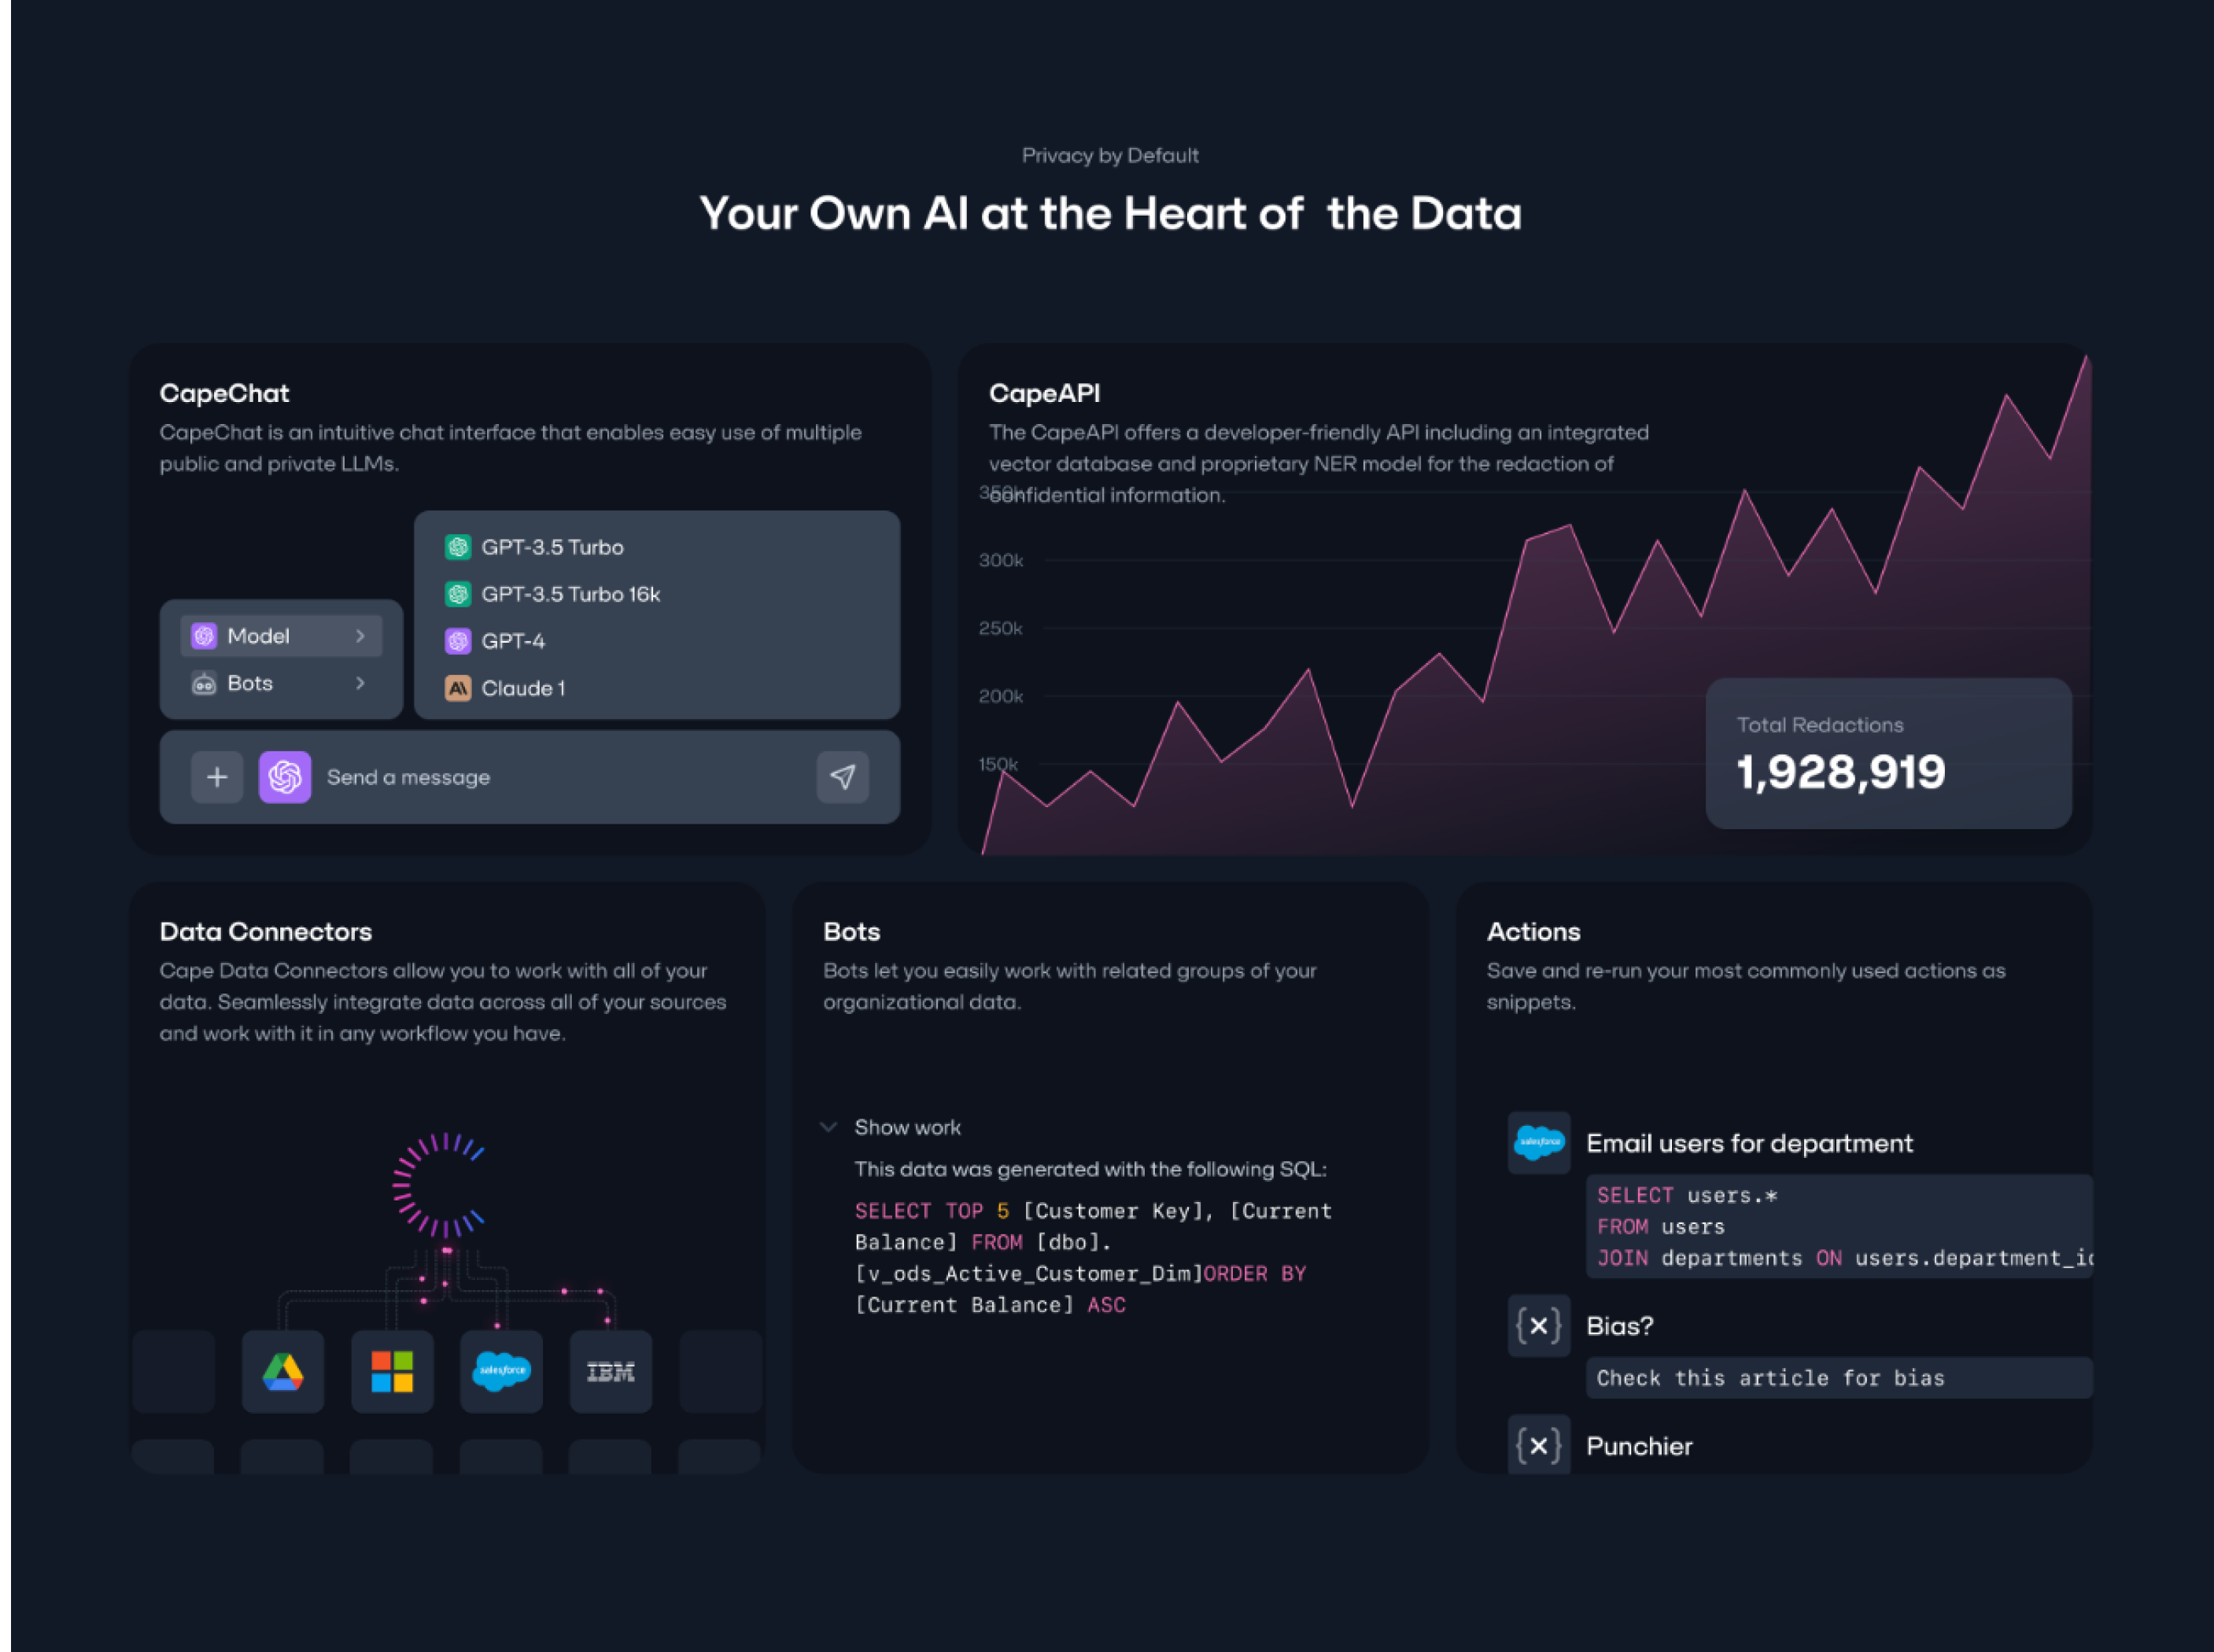 Privacy by Default
Your Own AI at the Heart of the Data
CapeChat
CapeChat is an intuitive chat interface that enables easy use of multiple
public and private LLMs.
GPT-3.5 Turbo
GPT-3.5 Turbo 16k
GPT-4
Claude 1
Model
Bots
Send a message
CapeAPI
The CapeAPI offers a developer-friendly API including an integrated
vector database and proprietary NER model for the redaction of
confidential information.
350k
300k
250k
200k
150k
Total Redactions
1,928,919
Data Connectors
Cape Data Connectors allow you to work with all of your
data. Seamlessly integrate data across all of your sources
and work with it in any workflow you have.
salesforce
IBM
Bots
Bots let you easily work with related groups of your
organizational data.
Show work
This data was generated with the following SQL:
SELECT TOP 5 [Customer Key], [Current
Balance] FROM [dbo].
[v_ods_Active_Customer_Dim]ORDER BY
[Current Balance] ASC
Actions
Save and re-run your most commonly used actions as
snippets.
salesforce
Email users for department
SELECT users.*
FROM users
JOIN departments ON users.department_id
{x}
Bias?
Check this article for bias
{x}
Punchier